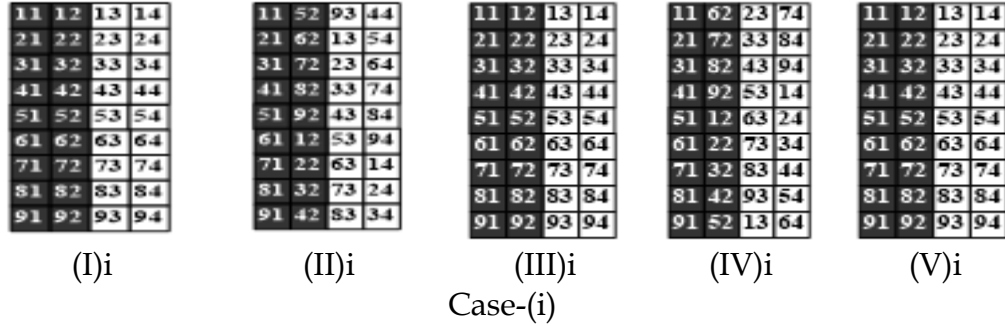 11 12 13 14 11 52 93 44 11 12 13 14 11 62 23 74 11 12 13 14
21 22 23 24 21 62 13 54 21 22 23 24 21 72 33 84 21 22 23 24
31 32 33 34 31 72 23 64 31 32 33 34 31 82 43 94 31 32 33 34
41 42 43 44 41 82 33 74 41 42 43 44 41 92 53 14 41 42 43 44
51 52 53 54 51 92 43 84 51 52 53 54 51 12 63 24 51 52 53 54
61 62 63 64 61 12 53 94 61 62 63 64 61 22 73 34 61 62 63 64
71 72 73 74 71 22 63 14 71 72 73 74 71 32 83 44 71 72 73 74
81 82 83 84 81 32 73 24 81 82 83 84 81 42 93 54 81 82 83 84
91 92 93 94 91 42 83 34 91 92 93 94 91 52 13 64 91 92 93 94
(I)i (II)i (III)i (IV)i (V)i
Case-(i)